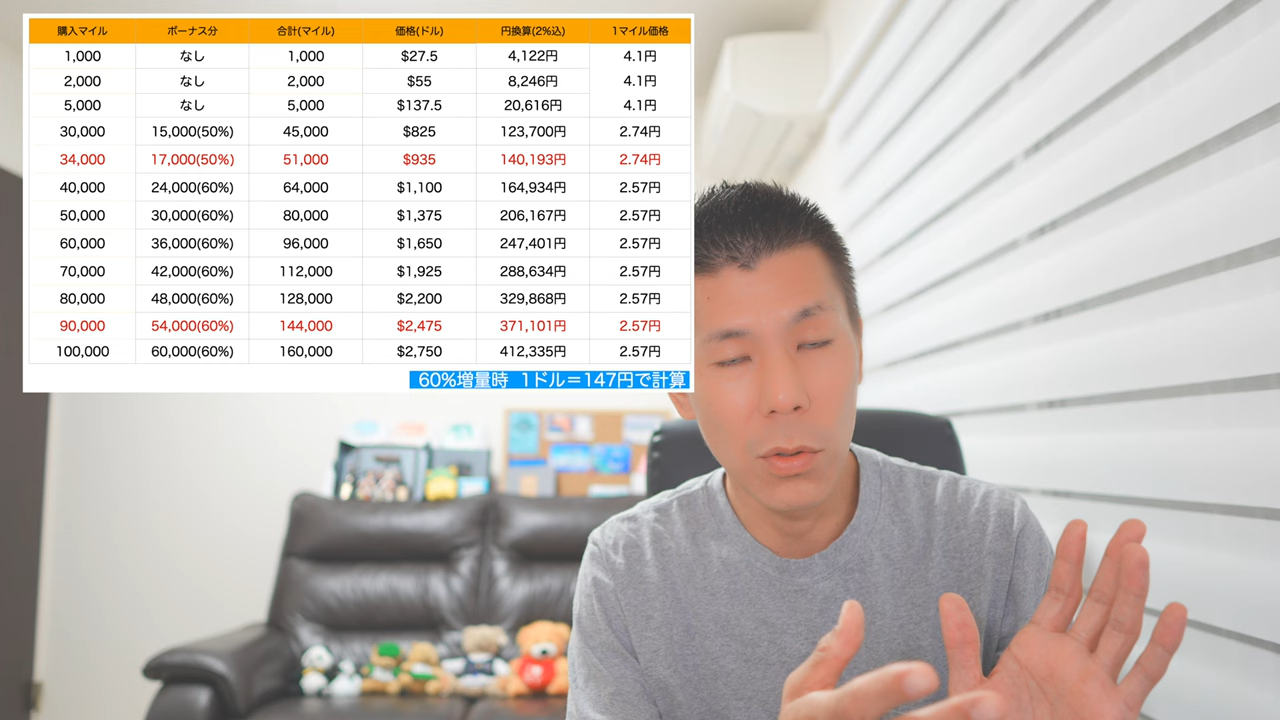 購入マイル ボーナス分 合計(マイル) 価格(ドル) 円換算(2%込) 1マイル価格
1,000 なし 1,000 $27.5 4,122円 4.1円
2,000 なし 2,000 $55 8,246円 4.1円
5,000 なし 5,000 $137.5 20,616円 4.1円
30,000 15,000(50%) 45,000 $825 123,700円 2.74円
34,000 17,000(50%) 51,000 $935 140,193円 2.74円
40,000 24,000(60%) 64,000 $1,100 164,934円 2.57円
50,000 30,000(60%) 80,000 $1,375 206,167円 2.57円
60,000 36,000(60%) 96,000 $1,650 247,401円 2.57円
70,000 42,000(60%) 112,000 $1,925 288,634円 2.57円
80,000 48,000(60%) 128,000 $2,200 329,868円 2.57円
90,000 54,000(60%) 144,000 $2,475 371,101円 2.57円
100,000 60,000(60%) 160,000 $2,750 412,335円 2.57円
60%増量時 1ドル＝147円で計算